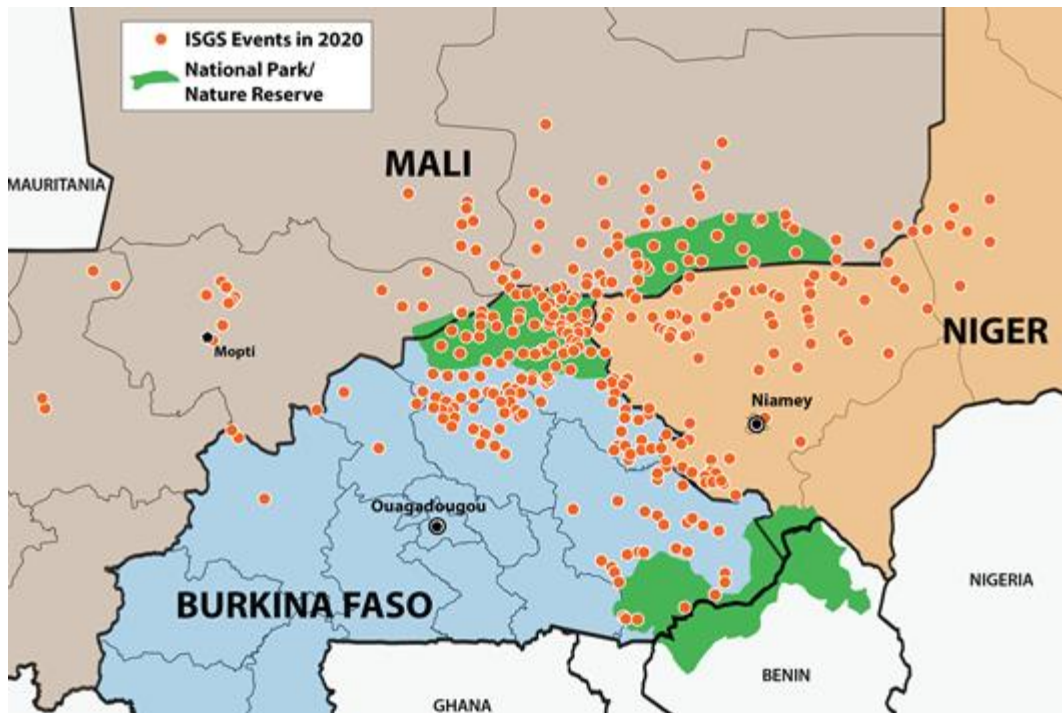 ISGS Events in 2020
National Park/
Nature Reserve
MALI
MAURITANIA
NIGER
Mopti
Niamey
Ouagadougou
BURKINA FASO
NIGERIA
BENIN
GHANA